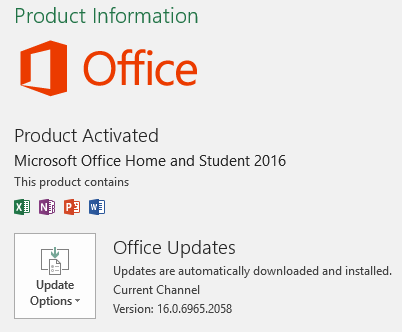 Product Information
Office
Product Activated
Microsoft Office Home and Student 2016
This product contains
Update
Options
Office Updates
Updates are automatically downloaded and installed.
Current Channel
Version: 16.0.6965.2058